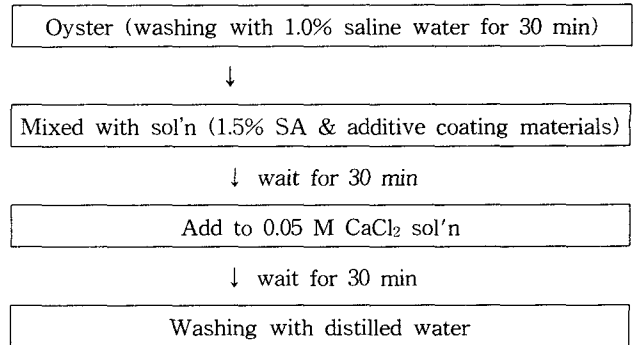 Oyster (washing with 1.0% saline water for 30 min)
↓
Mixed with sol'n (1.5% SA & additive coating materials)
↓ wait for 30 min
Add to 0.05 M CaCl₂ sol'n
↓ wait for 30 min
Washing with distilled water